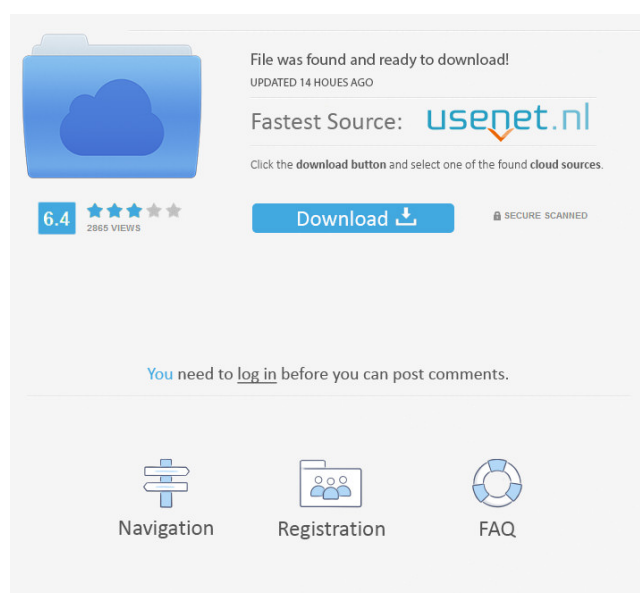 File was found and ready to download!
UPDATED 14 HOUES AGO
Fastest Source: usenet.nl
Click the download button and select one of the found cloud sources.
6.4
2865 VIEWS
Download
SECURE SCANNED
You need to log in before you can post comments.
Navigation
Registration
FAQ